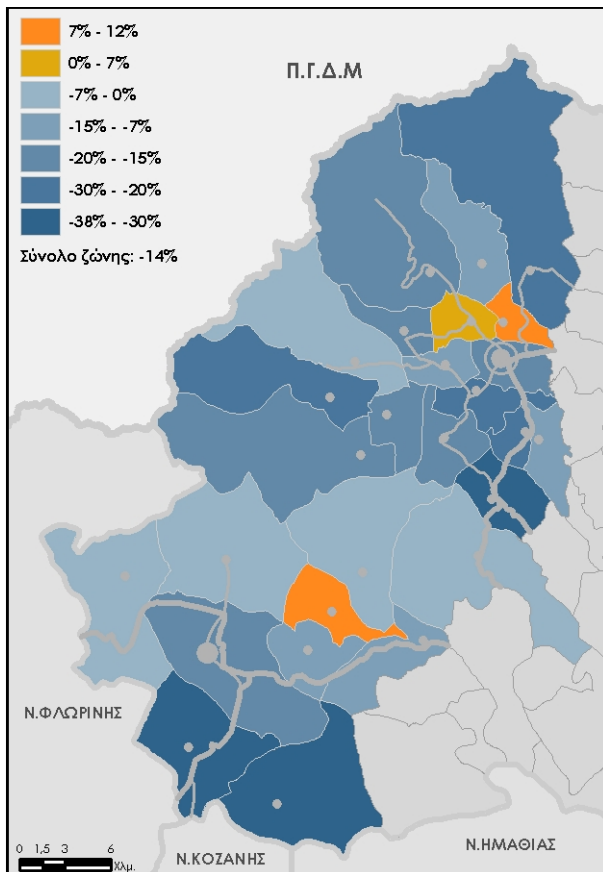 7% - 12%
0% - 7%
-7% - 0%
-15% - -7%
-20% - -15%
-30% - -20%
-38% - -30%
Σύνολο ζώνης: -14%
Π.Γ.Δ.Μ
Ν.ΦΛΩΡΙΝΗΣ
Ν.ΚΟΖΑΝΗΣ
Ν.ΗΜΑΘΙΑΣ
0 1,5 3 6
Χλμ.